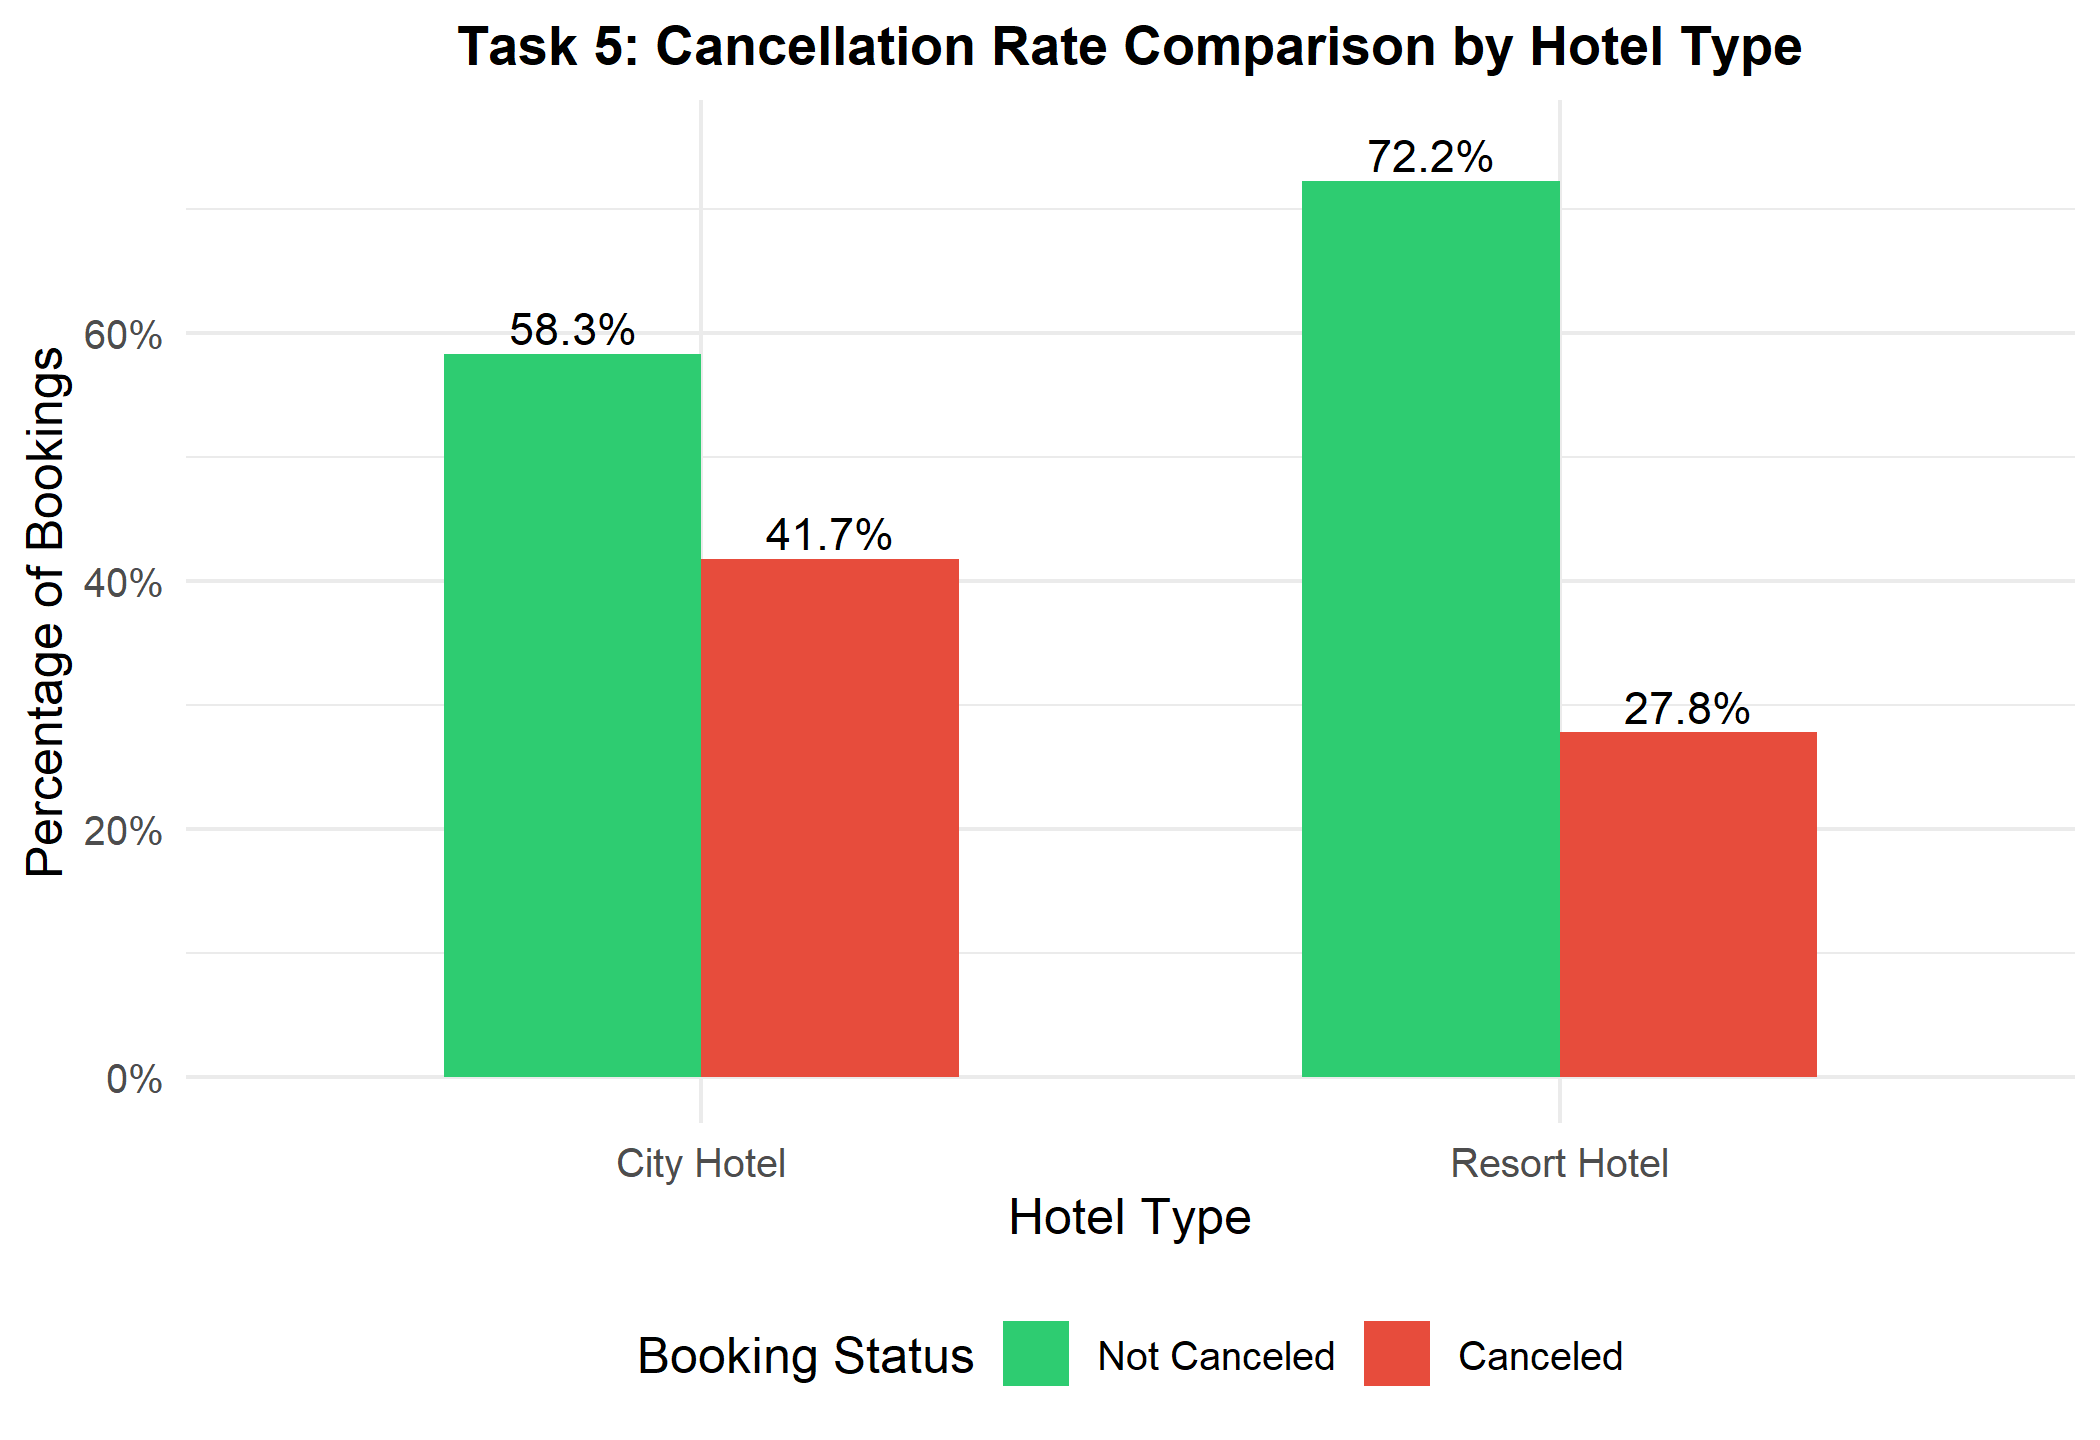 Task 5: Cancellation Rate Comparison by Hotel Type
Percentage of Bookings
60%
40%
20%
0%
58.3%
41.7%
72.2%
27.8%
City Hotel
Resort Hotel
Hotel Type
Booking Status
Not Canceled
Canceled